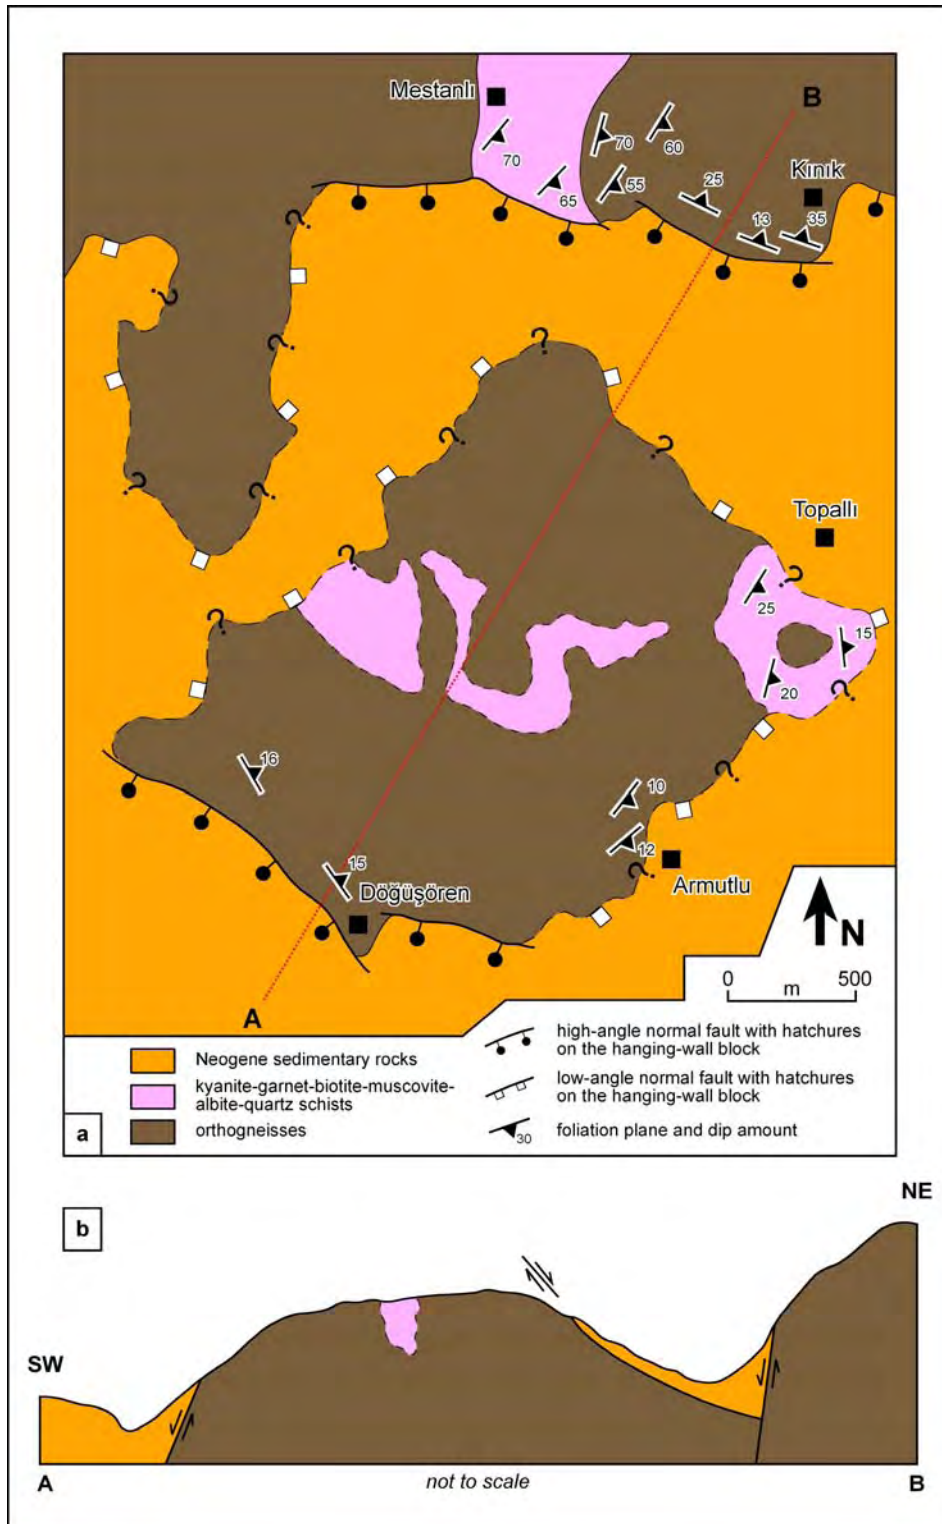 Mestanlı
B
70
60
70
Kınık
65
55
25
13
35
?
?
?
?
?
?
?
?
?
Topallı
?
?
25
15
?
20
?
16
10
?
15
12
?
Döğüşören
Armutlu
N
0 500
m
A
Neogene sedimentary rocks
kyanite-garnet-biotite-muscovite-
albite-quartz schists
orthogneisses
high-angle normal fault with hatchures
on the hanging-wall block
low-angle normal fault with hatchures
on the hanging-wall block
30
foliation plane and dip amount
a
b
NE
SW
A
not to scale
B